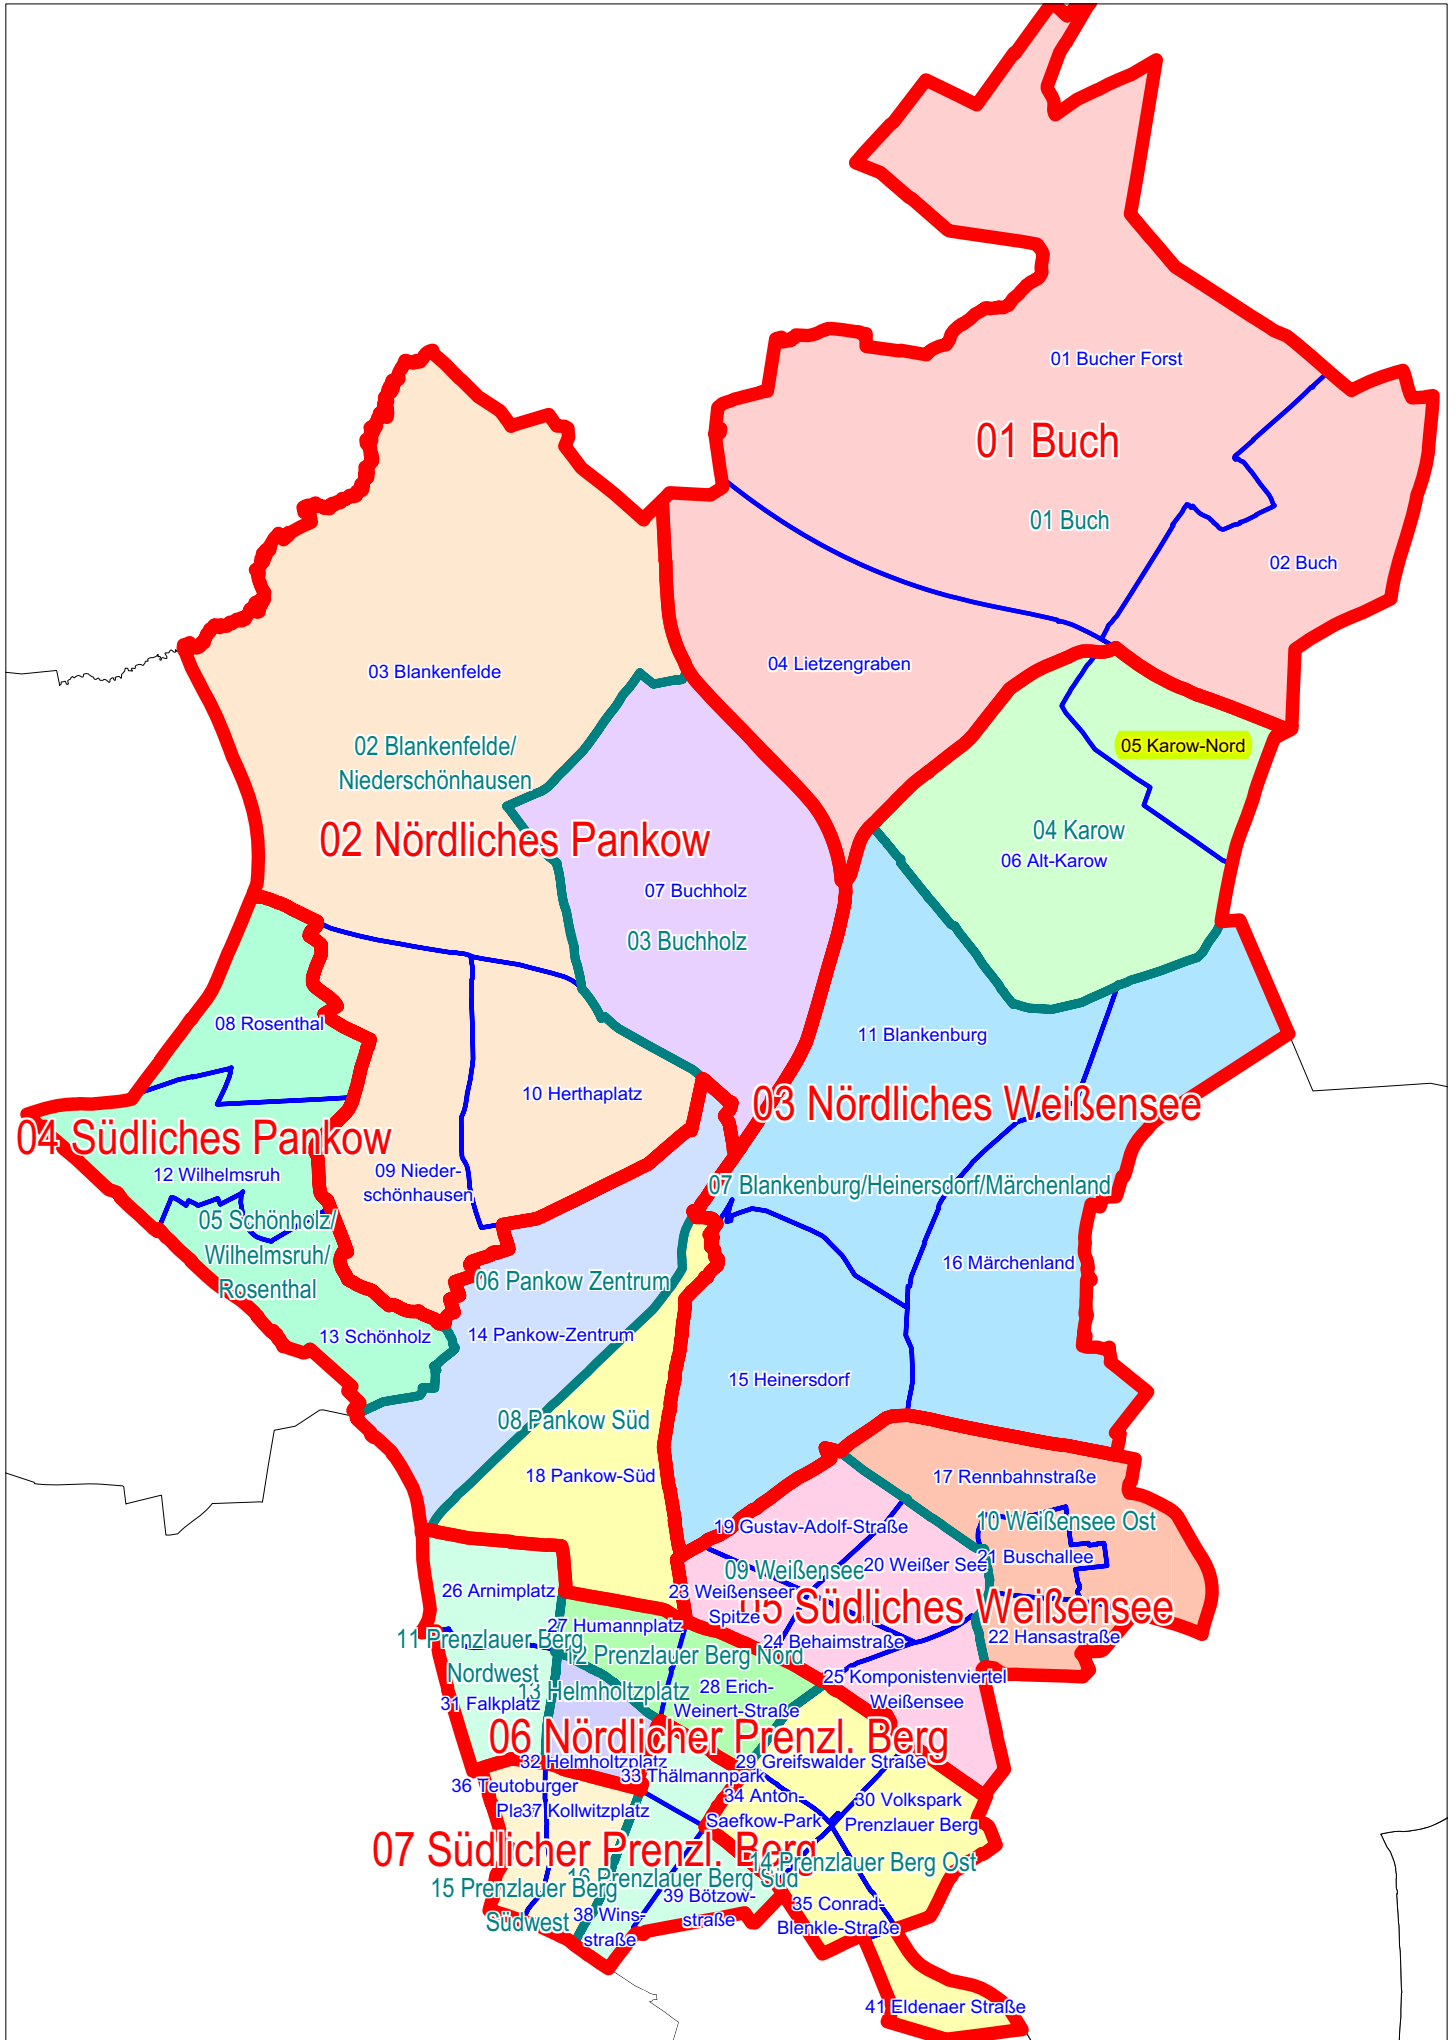 01 Bucher Forst
01 Buch
01 Buch
02 Buch
04 Lietzengraben
03 Blankenfelde
02 Blankenfelde/
Niederschönhausen
02 Nördliches Pankow
05 Karow-Nord
04 Karow
06 Alt-Karow
07 Buchholz
03 Buchholz
08 Rosenthal
11 Blankenburg
10 Herthaplatz
03 Nördliches Weißensee
04 Südliches Pankow
12 Wilhelmsruh
09 Nieder-
schönhausen
07 Blankenburg/Heinersdorf/Märchenland
05 Schönholz/
Wilhelmsruh/
Rosenthal
16 Märchenland
06 Pankow Zentrum
13 Schönholz
14 Pankow-Zentrum
15 Heinersdorf
08 Pankow Süd
18 Pankow-Süd
17 Rennbahnstraße
19 Gustav-Adolf-Straße
10 Weißensee Ost
20 Weißer See
21 Buschallee
09 Weißensee
26 Arnimplatz
23 Weißenseer
Spitze
05 Südliches Weißensee
27 Humannplatz
24 Behaimstraße
22 Hansastraße
11 Prenzlauer Berg
Nordwest
12 Prenzlauer Berg Nord
25 Komponistenviertel
Weißensee
13 Helmholtzplatz
28 Erich-
Weinert-Straße
31 Falkplatz
06 Nördlicher Prenzl. Berg
32 Helmholtzplatz
29 Greifswalder Straße
33 Thälmannpark
36 Teutoburger
Pla
37 Kollwitzplatz
34 Anton-
Saefkow-Park
30 Volkspark
Prenzlauer Berg
07 Südlicher Prenzl. Berg
14 Prenzlauer Berg Ost
16 Prenzlauer Berg Süd
15 Prenzlauer Berg
Südwest
39 Bötzow-
straße
38 Wins-
straße
35 Conrad-
Blenkle-Straße
41 Eldenaer Straße